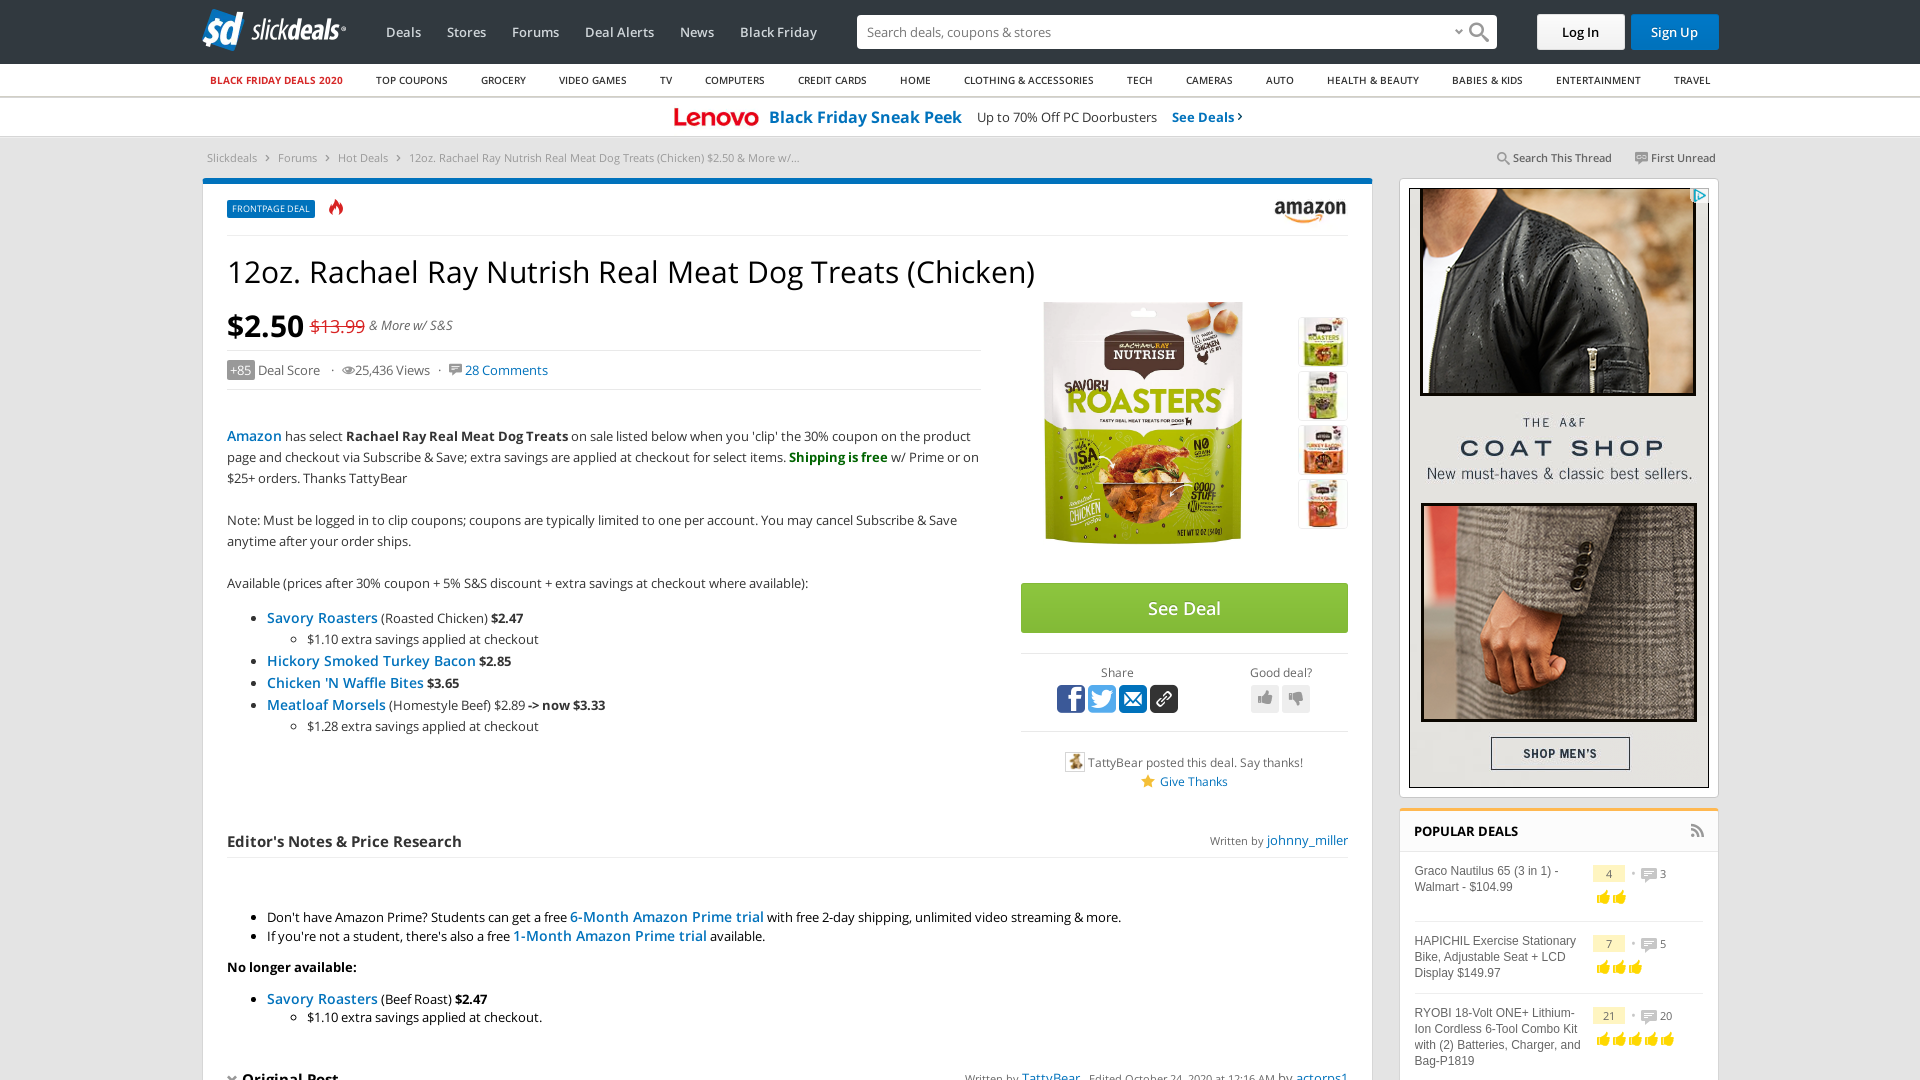 slickdeals
Deals
Stores
Forums
Deal Alerts
News
Black Friday
Search deals, coupons & stores
Log In
Sign Up
BLACK FRIDAY DEALS 2020
TOP COUPONS
GROCERY
VIDEO GAMES
TV
COMPUTERS
CREDIT CARDS
HOME
CLOTHING & ACCESSORIES
TECH
CAMERAS
AUTO
HEALTH & BEAUTY
BABIES & KIDS
ENTERTAINMENT
TRAVEL
Lenovo Black Friday Sneak Peek Up to 70% Off PC Doorbusters See Deals
Slickdeals
Forums
Hot Deals
12oz. Rachael Ray Nutrish Real Meat Dog Treats (Chicken) $2.50 & More w/...
Search This Thread
First Unread
FRONTPAGE DEAL
amazon
12oz. Rachael Ray Nutrish Real Meat Dog Treats (Chicken)
$2.50 $13.99 & More w/ S&S
+85 Deal Score · 25,436 Views · 28 Comments
Amazon has select Rachael Ray Real Meat Dog Treats on sale listed below when you 'clip' the 30% coupon on the product
page and checkout via Subscribe & Save; extra savings are applied at checkout for select items. Shipping is free w/ Prime or on
$25+ orders. Thanks TattyBear
Note: Must be logged in to clip coupons; coupons are typically limited to one per account. You may cancel Subscribe & Save
anytime after your order ships.
Available (prices after 30% coupon + 5% S&S discount + extra savings at checkout where available):
Savory Roasters (Roasted Chicken) $2.47
$1.10 extra savings applied at checkout
Hickory Smoked Turkey Bacon $2.85
Chicken 'N Waffle Bites $3.65
Meatloaf Morsels (Homestyle Beef) $2.89 -> now $3.33
$1.28 extra savings applied at checkout
RACHAEL RAY
NUTRISH
SAVORY
ROASTERS
TASTY REAL MEAT TREATS FOR DOGS
USA
NO
GRAIN
GOOD
STUFF
CHICKEN
NET WT 12 OZ (340g)
See Deal
Share
Good deal?
TattyBear posted this deal. Say thanks!
Give Thanks
Editor's Notes & Price Research
Written by johnny_miller
Don't have Amazon Prime? Students can get a free 6-Month Amazon Prime trial with free 2-day shipping, unlimited video streaming & more.
If you're not a student, there's also a free 1-Month Amazon Prime trial available.
No longer available:
Savory Roasters (Beef Roast) $2.47
$1.10 extra savings applied at checkout.
Original Post
Written by TattyBear Edited October 24, 2020 at 12:16 AM by actorps1
THE A&F
COAT SHOP
New must-haves & classic best sellers.
SHOP MEN'S
POPULAR DEALS
Graco Nautilus 65 (3 in 1) -
Walmart - $104.99
4 · 3
HAPICHIL Exercise Stationary
Bike, Adjustable Seat + LCD
Display $149.97
7 · 5
RYOBI 18-Volt ONE+ Lithium-
Ion Cordless 6-Tool Combo Kit
with (2) Batteries, Charger, and
Bag-P1819
21 · 20